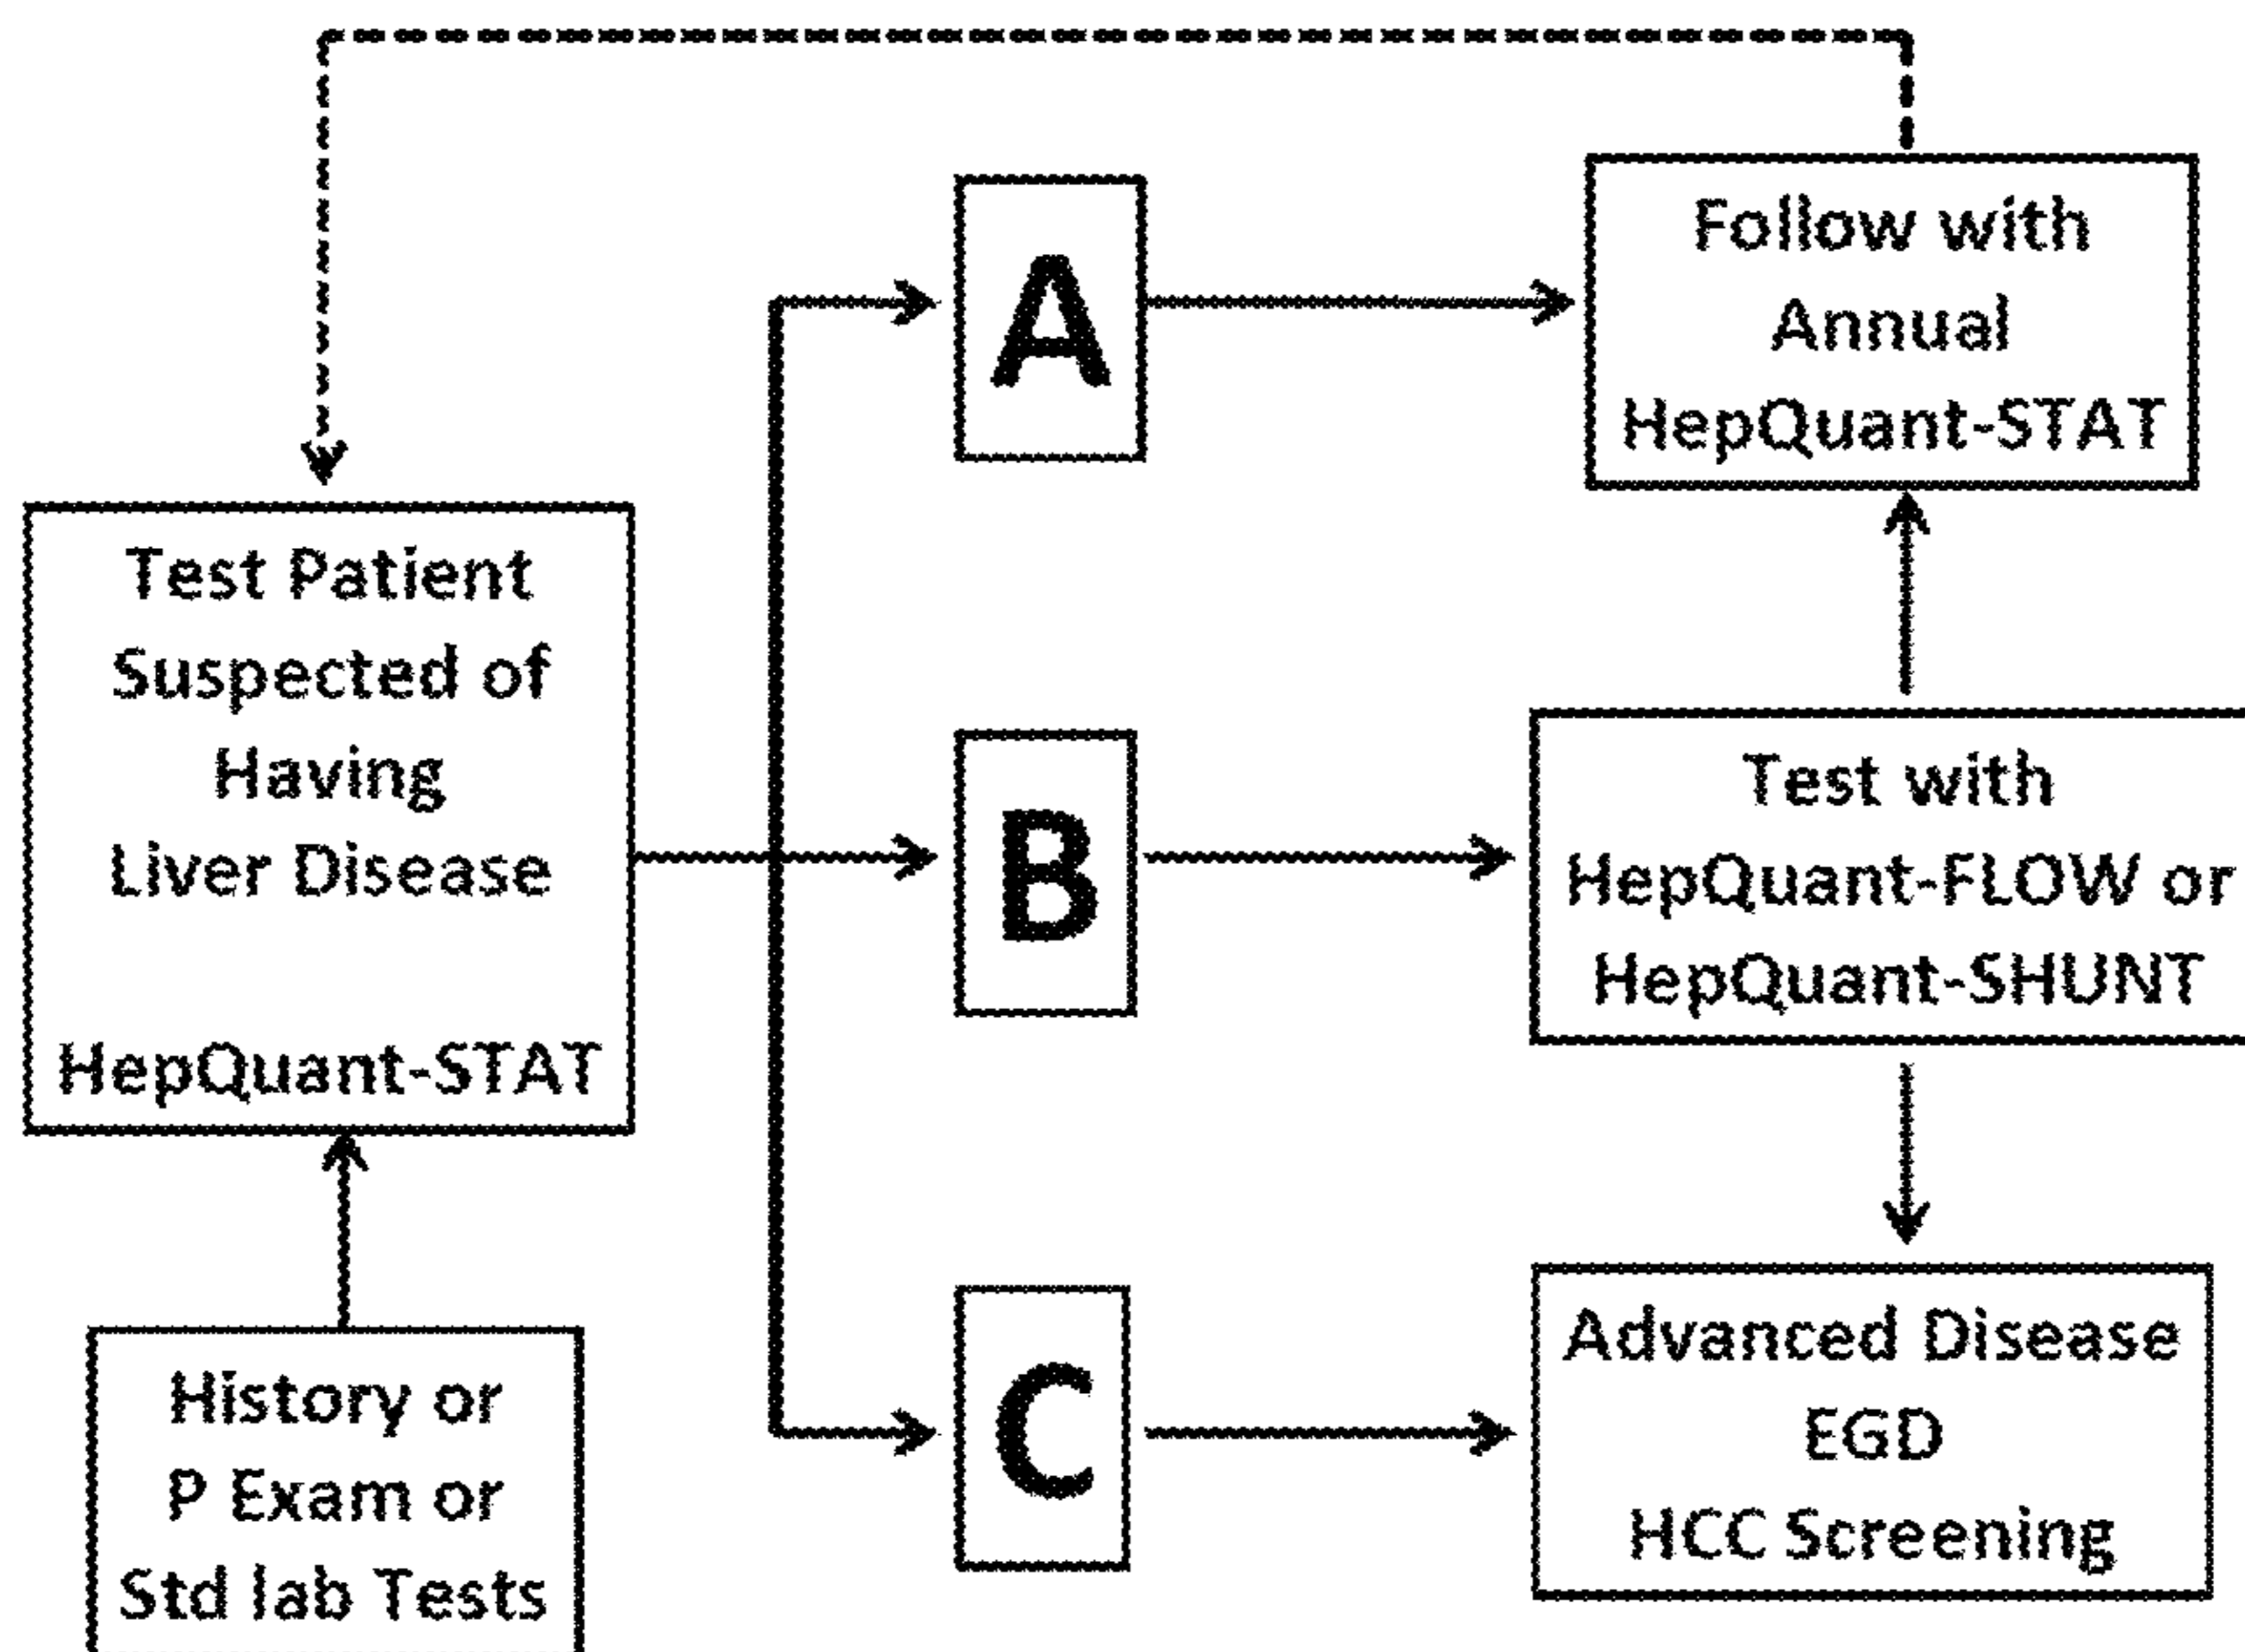 Test Patient
Suspected of
Having
Liver Disease
HepQuant-STAT
History or
P Exam or
Std lab Tests
A
B
C
Follow with
Annual
HepQuant-STAT
Test with
HepQuant-FLOW or
HepQuant-SHUNT
Advanced Disease
EGD
HCC Screening